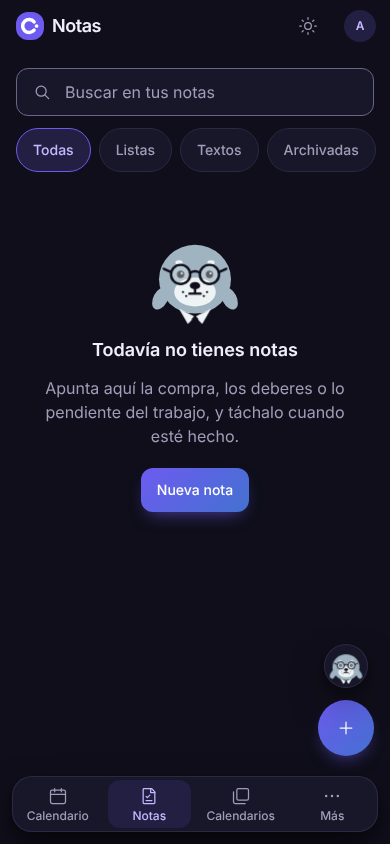 Notas
A
Buscar en tus notas
Todas
Listas
Textos
Archivadas
Todavía no tienes notas
Apunta aquí la compra, los deberes o lo
pendiente del trabajo, y táchalo cuando
esté hecho.
Nueva nota
Calendario
Notas
Calendarios
Más